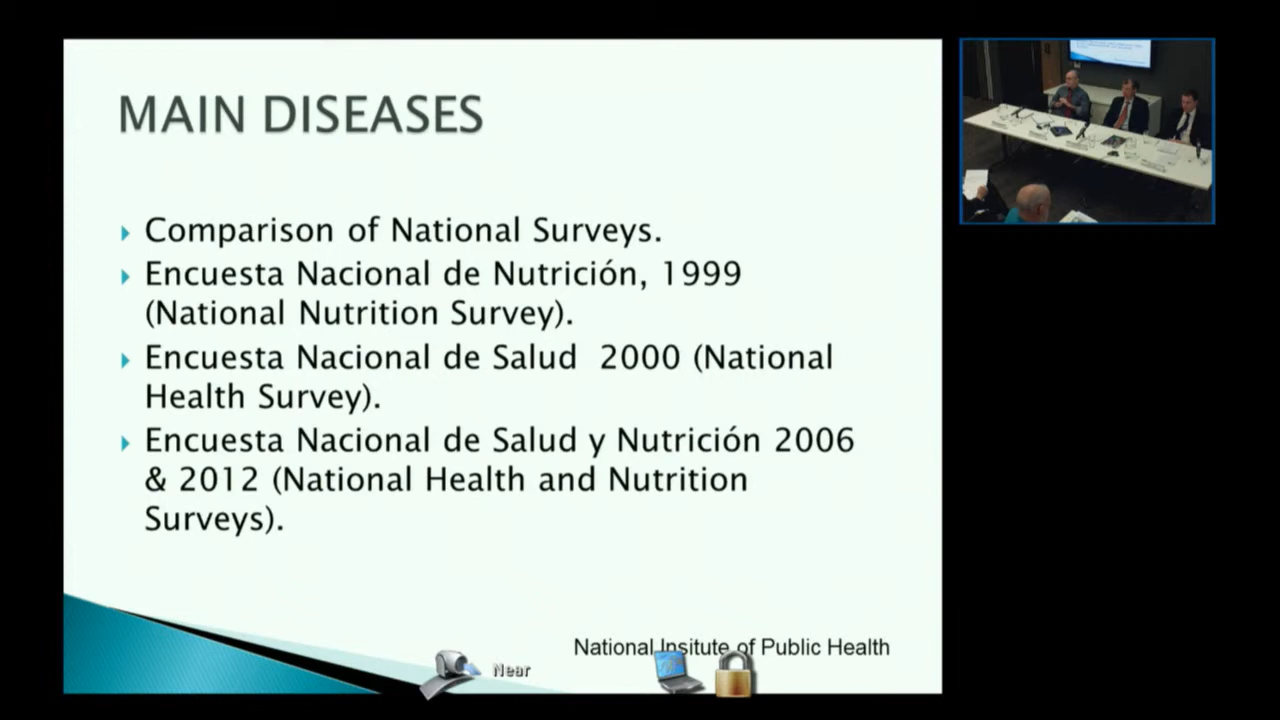 MAIN DISEASES
Comparison of National Surveys.
Encuesta Nacional de Nutrición, 1999
(National Nutrition Survey).
Encuesta Nacional de Salud 2000 (National
Health Survey).
Encuesta Nacional de Salud y Nutrición 2006
& 2012 (National Health and Nutrition
Surveys).
National Insitute of Public Health
Near